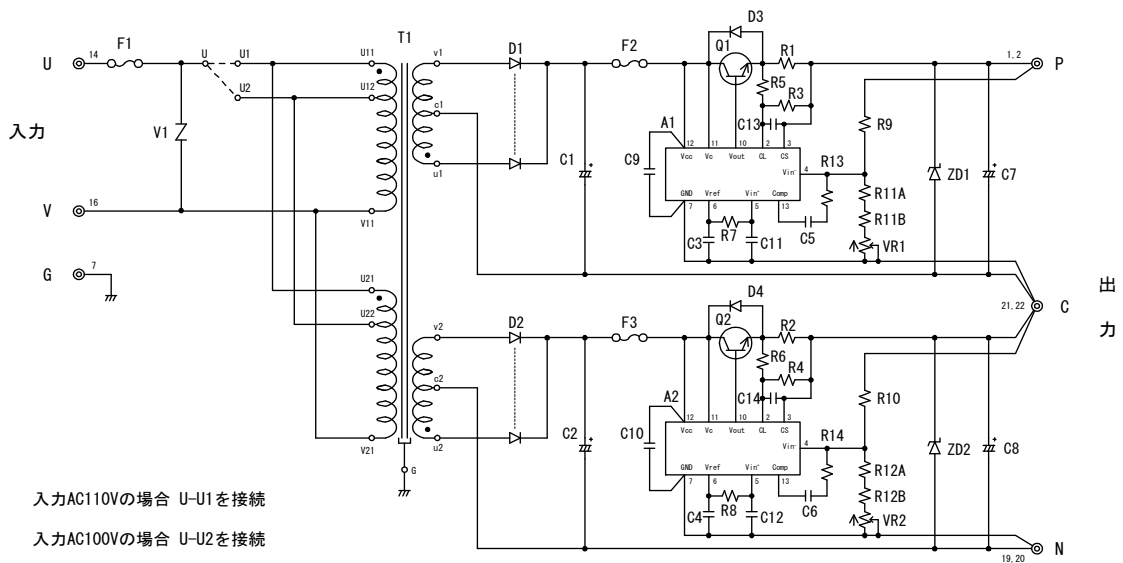 U
14
F1
U
U1
U2
U11
U12
T1
v1
c1
u1
D1
F2
D3
Q1
R1
R5
R3
C13
1, 2
P
入力
V1
C1
C9
A1
12
11
10
2
3
Vcc
Vc
Vout
CL
CS
Vin-
4
GND
Vref
Vin+
Comp
7
6
5
13
R13
R9
R11A
R11B
VR1
ZD1
C7
C3
R7
C11
C5
V
16
V11
G
7
U21
U22
V21
v2
c2
u2
G
D2
F3
D4
Q2
R2
R6
R4
C14
21, 22
C
出
力
C2
C10
A2
12
11
10
2
3
Vcc
Vc
Vout
CL
CS
Vin-
4
GND
Vref
Vin+
Comp
7
6
5
13
R14
R10
R12A
R12B
VR2
ZD2
C8
C4
R8
C12
C6
19, 20
N
入力AC110Vの場合 U-U1を接続
入力AC100Vの場合 U-U2を接続